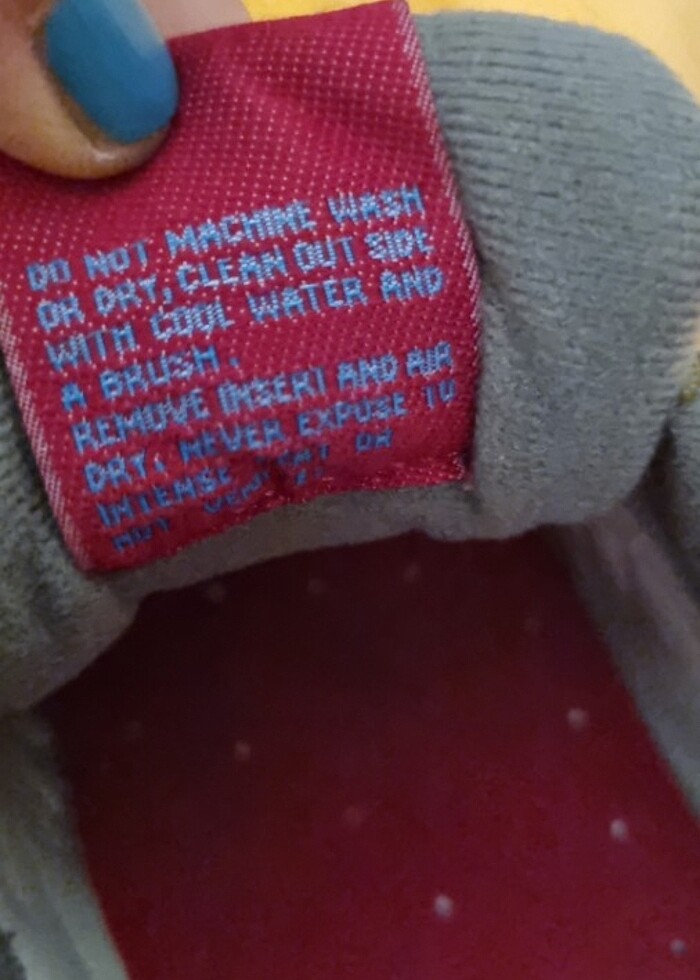 DO NOT MACHINE WASH
OR DRY, CLEAN OUT SIDE
WITH COOL WATER AND
A BRUSH.
REMOVE INSERT AND AIR
DRY. NEVER EXPOSE TO
INTENSE OR
HOT